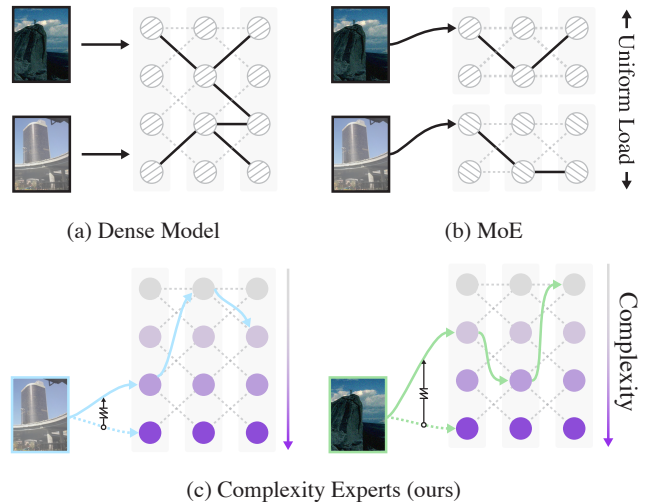 Uniform Load
(a) Dense Model
(b) MoE
Complexity
(c) Complexity Experts (ours)